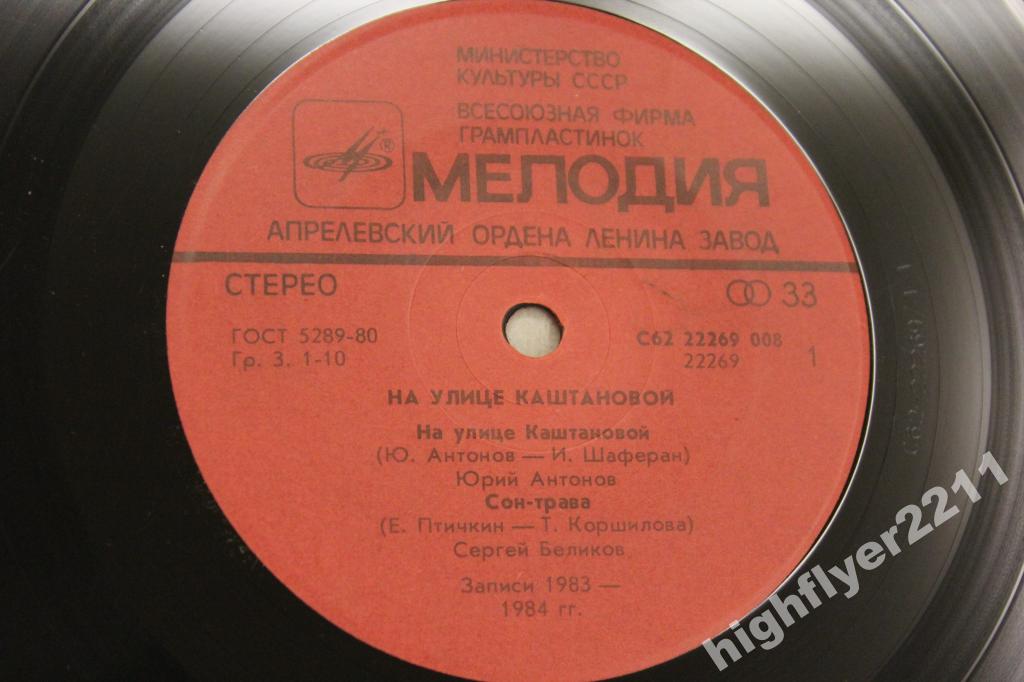 МИНИСТЕРСТВО
КУЛЬТУРЫ СССР
ВСЕСОЮЗНАЯ ФИРМА
ГРАМПЛАСТИНОК
®
МЕЛОДИЯ
АПРЕЛЕВСКИЙ ОРДЕНА ЛЕНИНА ЗАВОД
СТЕРЕО 33
ГОСТ 5289-80 С62 22269 008
Гр. 3. 1-10 22269 1
НА УЛИЦЕ КАШТАНОВОЙ
На улице Каштановой
(Ю. Антонов — И. Шаферан)
Юрий Антонов
Сон-трава
(Е. Птичкин — Т. Коршилова)
Сергей Беликов
Записи 1983 —
1984 гг.
highflyer2211